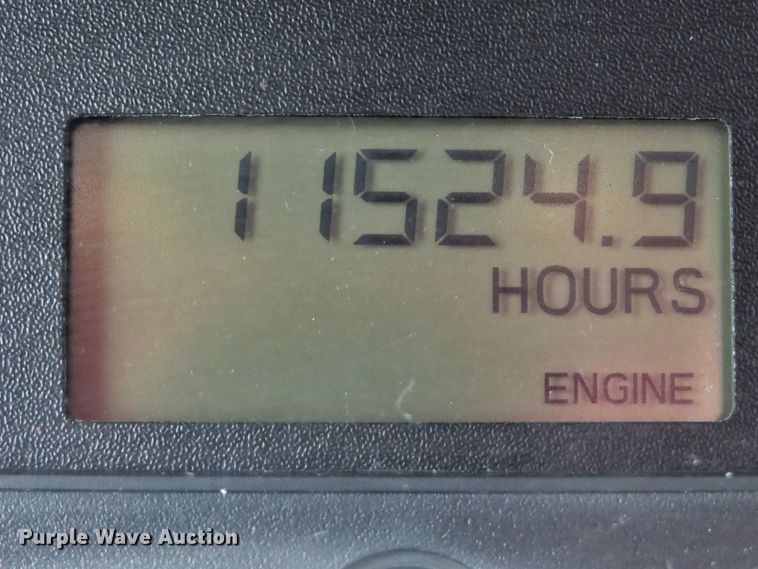 11524.9
HOURS
ENGINE
Purple Wave Auction